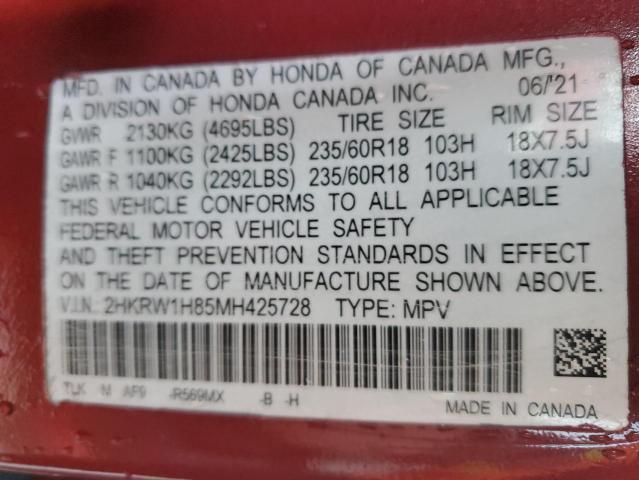 MFD. IN CANADA BY HONDA OF CANADA MFG.,
A DIVISION OF HONDA CANADA INC. 06/'21
GVWR 2130KG (4695LBS) TIRE SIZE RIM SIZE
GAWR F 1100KG (2425LBS) 235/60R18 103H 18X7.5J
GAWR R 1040KG (2292LBS) 235/60R18 103H 18X7.5J
THIS VEHICLE CONFORMS TO ALL APPLICABLE
FEDERAL MOTOR VEHICLE SAFETY
AND THEFT PREVENTION STANDARDS IN EFFECT
ON THE DATE OF MANUFACTURE SHOWN ABOVE.
V.I.N.: 2HKRW1H85MH425728 TYPE: MPV
TLK M AF9 -R569MX -B -H
MADE IN CANADA